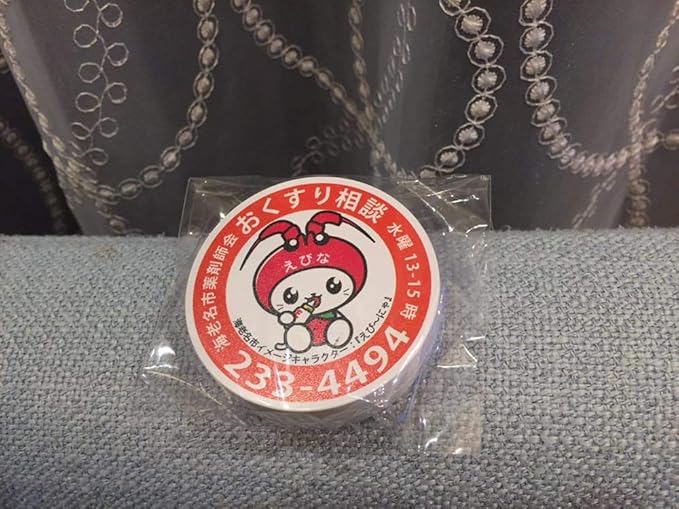 海老名市薬剤師会 おくすり相談 水曜 13-15 時
えびな
海老名市イメージキャラクター：『えび～にゃ』
233-4494